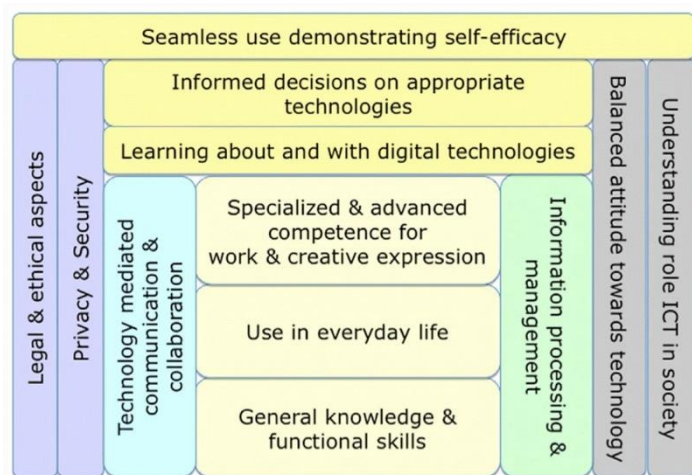 Seamless use demonstrating self-efficacy
Legal & ethical aspects
Privacy & Security
Informed decisions on appropriate
technologies
Learning about and with digital technologies
Technology mediated
communication &
collaboration
Specialized & advanced
competence for
work & creative expression
Use in everyday life
General knowledge &
functional skills
Information processing &
management
Balanced attitude towards technology
Understanding role ICT in society